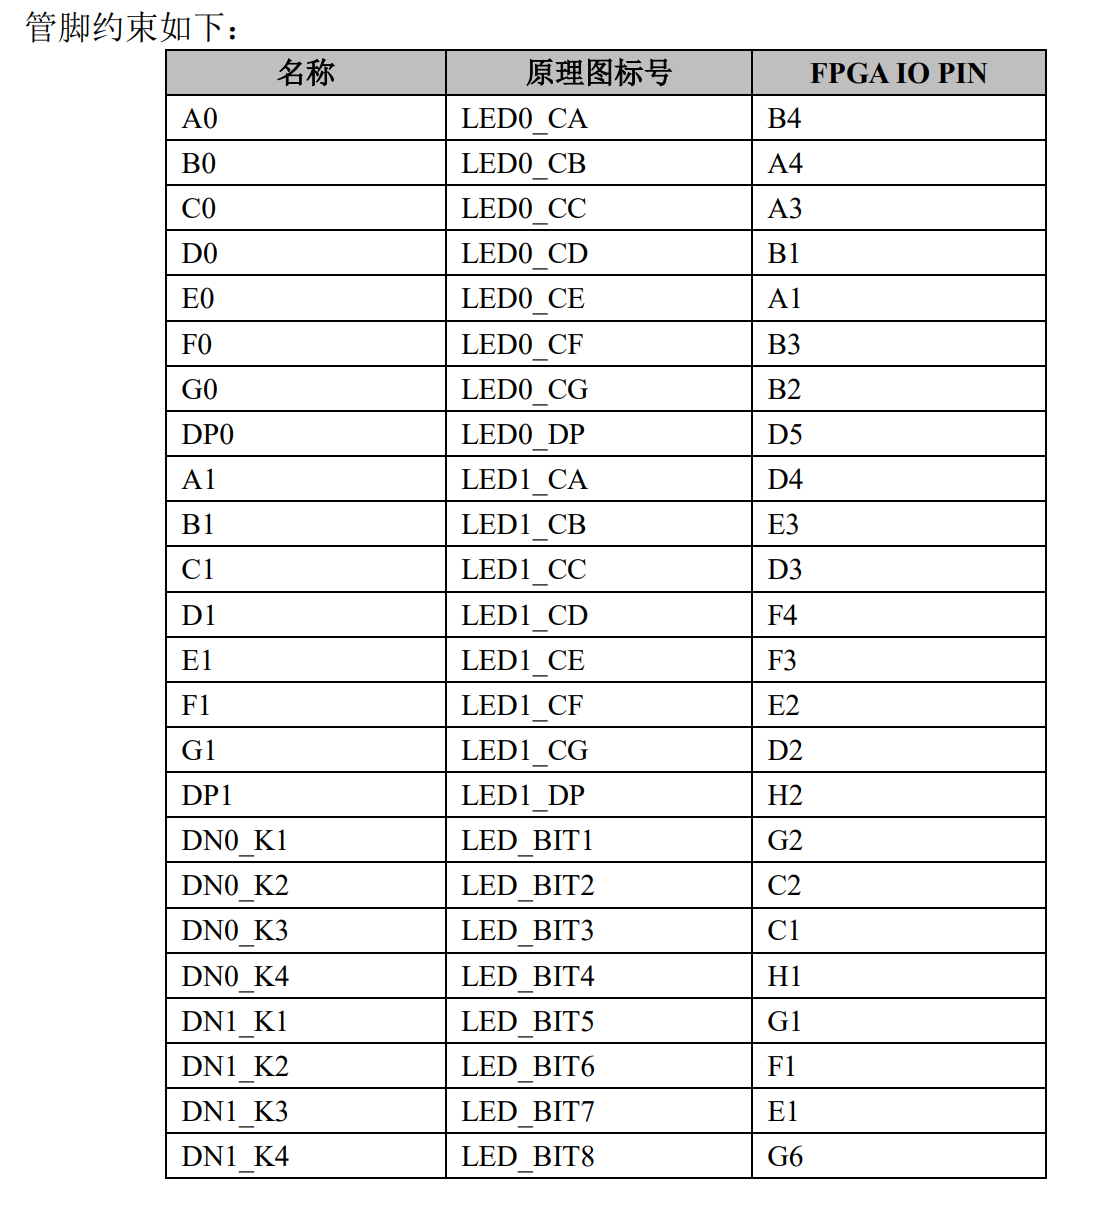 管脚约束如下：
名称 原理图标号 FPGA IO PIN
A0 LED0_CA B4
B0 LED0_CB A4
C0 LED0_CC A3
D0 LED0_CD B1
E0 LED0_CE A1
F0 LED0_CF B3
G0 LED0_CG B2
DP0 LED0_DP D5
A1 LED1_CA D4
B1 LED1_CB E3
C1 LED1_CC D3
D1 LED1_CD F4
E1 LED1_CE F3
F1 LED1_CF E2
G1 LED1_CG D2
DP1 LED1_DP H2
DN0_K1 LED_BIT1 G2
DN0_K2 LED_BIT2 C2
DN0_K3 LED_BIT3 C1
DN0_K4 LED_BIT4 H1
DN1_K1 LED_BIT5 G1
DN1_K2 LED_BIT6 F1
DN1_K3 LED_BIT7 E1
DN1_K4 LED_BIT8 G6